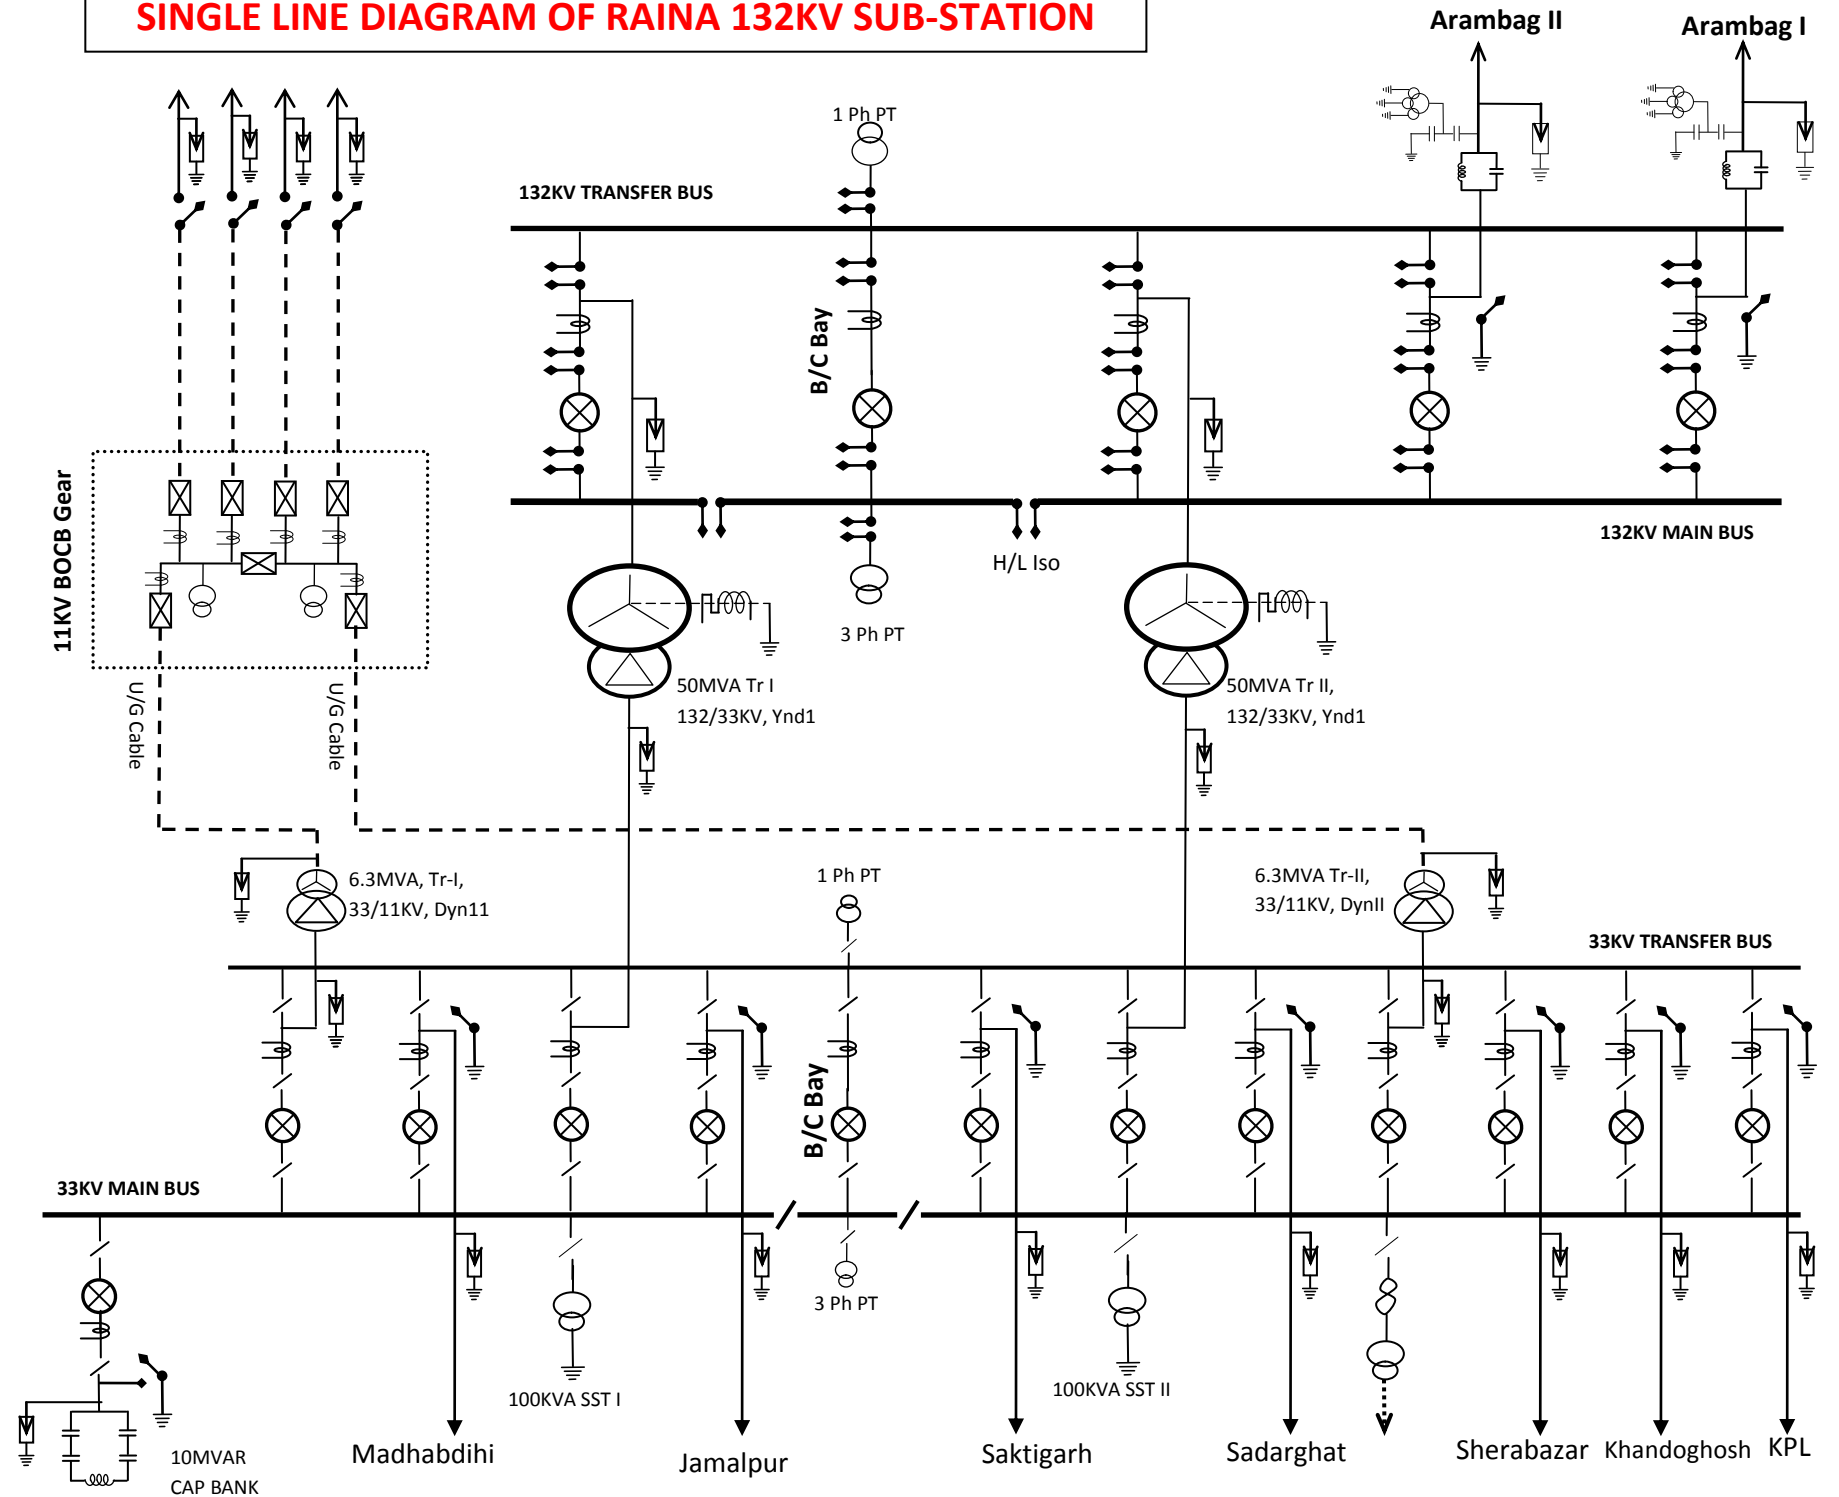 SINGLE LINE DIAGRAM OF RAINA 132KV SUB-STATION
Arambag II
Arambag I
1 Ph PT
132KV TRANSFER BUS
B/C Bay
11KV BOCB Gear
132KV MAIN BUS
H/L Iso
3 Ph PT
50MVA Tr I
132/33KV, Ynd1
50MVA Tr II,
132/33KV, Ynd1
U/G Cable
U/G Cable
6.3MVA, Tr-I,
33/11KV, Dyn11
1 Ph PT
6.3MVA Tr-II,
33/11KV, DynII
33KV TRANSFER BUS
B/C Bay
33KV MAIN BUS
3 Ph PT
100KVA SST I
100KVA SST II
10MVAR
CAP BANK
Madhabdihi
Jamalpur
Saktigarh
Sadarghat
Sherabazar
Khandoghosh
KPL